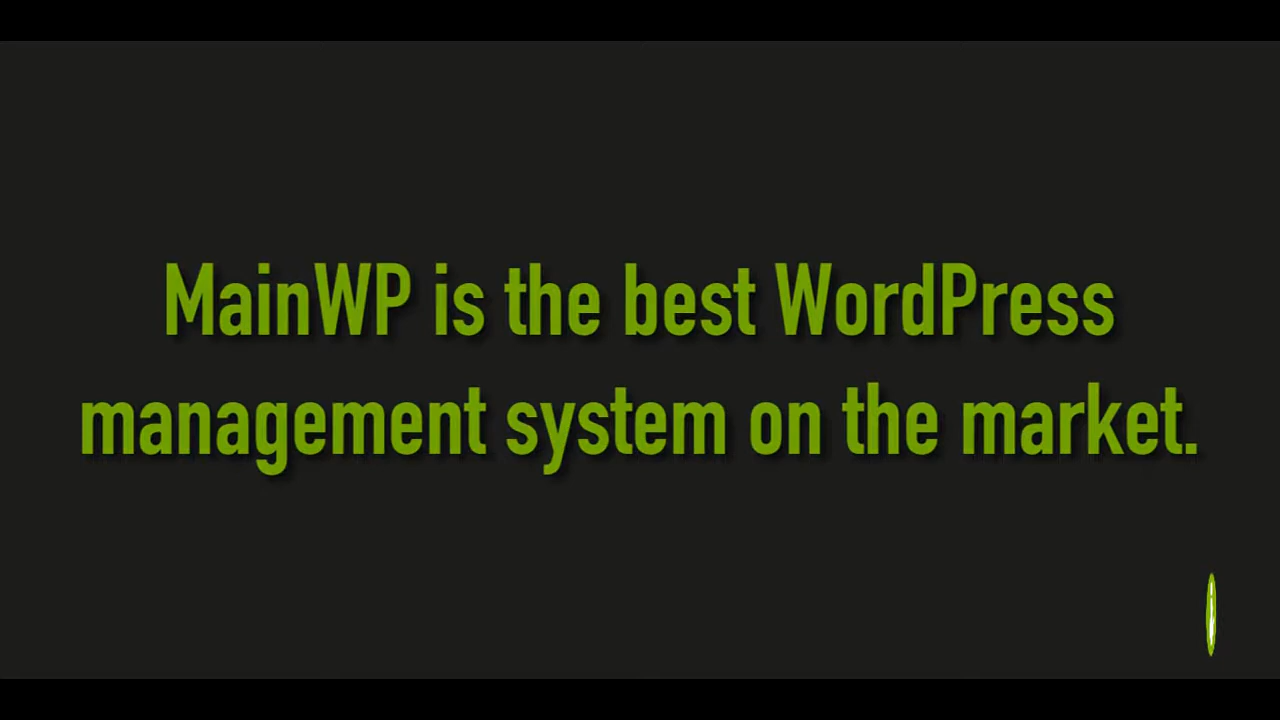 MainWP is the best WordPress
management system on the market.